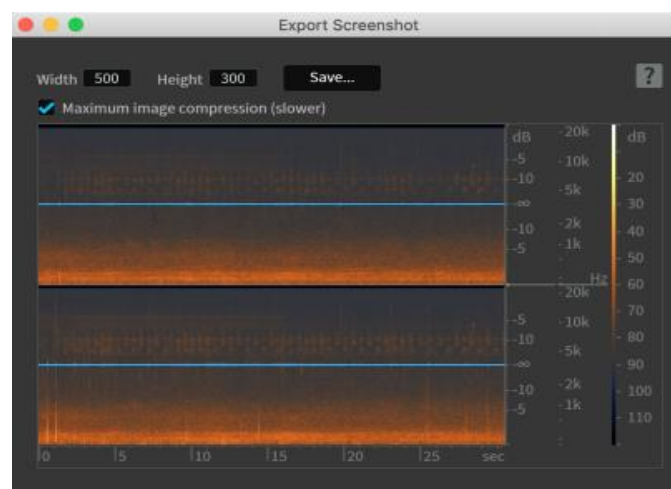 Export Screenshot
Width 500 Height 300 Save... ?
Maximum image compression (slower)
dB -20k dB
-5 -10k
-10 20
-5k
-∞ 30
-10 -2k 40
-5 -1k 50
Hz 60
-20k
-5 -10k 70
-10 80
-5k
-∞ 90
-10 -2k 100
-5 -1k 110
0 5 10 15 20 25 sec